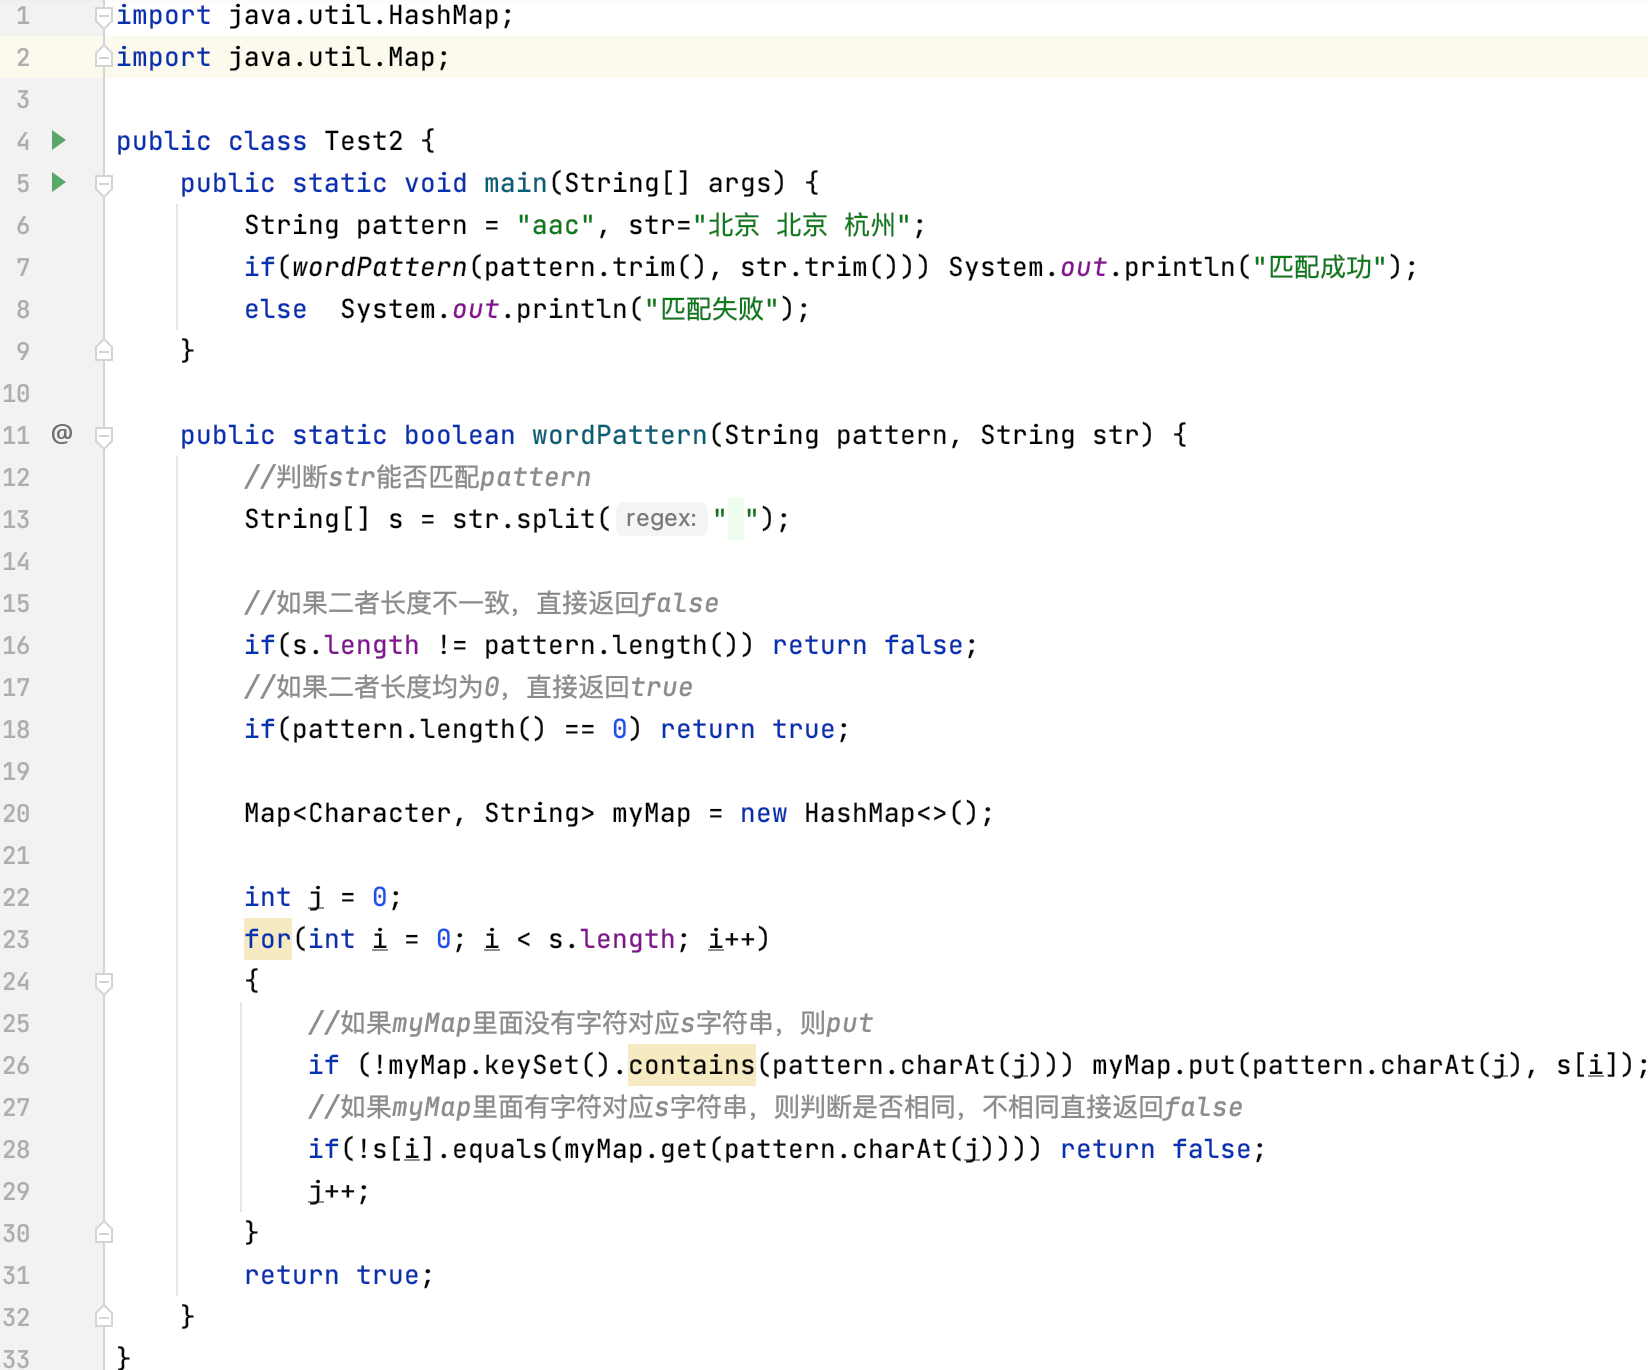 1 import java.util.HashMap;
2 import java.util.Map;
3
4 public class Test2 {
5 public static void main(String[] args) {
6 String pattern = "aac", str="北京 北京 杭州";
7 if(wordPattern(pattern.trim(), str.trim())) System.out.println("匹配成功");
8 else  System.out.println("匹配失败");
9 }
10
11 @ public static boolean wordPattern(String pattern, String str) {
12 //判断str能否匹配pattern
13 String[] s = str.split( regex: " ");
14
15 //如果二者长度不一致，直接返回false
16 if(s.length != pattern.length()) return false;
17 //如果二者长度均为0，直接返回true
18 if(pattern.length() == 0) return true;
19
20 Map<Character, String> myMap = new HashMap<>();
21
22 int j = 0;
23 for(int i = 0; i < s.length; i++)
24 {
25 //如果myMap里面没有字符对应s字符串，则put
26 if (!myMap.keySet().contains(pattern.charAt(j))) myMap.put(pattern.charAt(j), s[i]);
27 //如果myMap里面有字符对应s字符串，则判断是否相同，不相同直接返回false
28 if(!s[i].equals(myMap.get(pattern.charAt(j)))) return false;
29 j++;
30 }
31 return true;
32 }
33 }